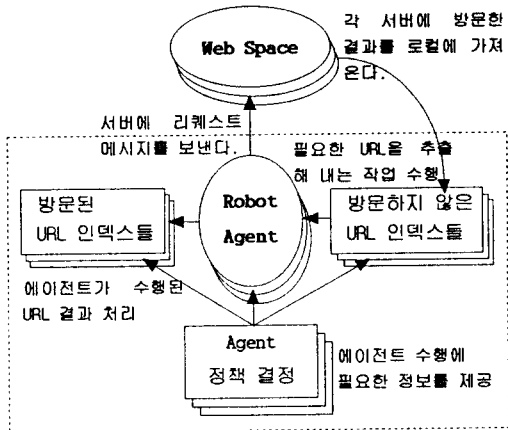 각 서버에 방문한
결과를 로컬에 가져
온다.
Web Space
서버에 리퀘스트
메시지를 보낸다.
필요한 URL을 추출
해 내는 작업 수행
방문된
URL 인덱스들
Robot
Agent
방문하지 않은
URL 인덱스들
에이전트가 수행된
URL 결과 처리
Agent
정책 결정
에이전트 수행에
필요한 정보를 제공